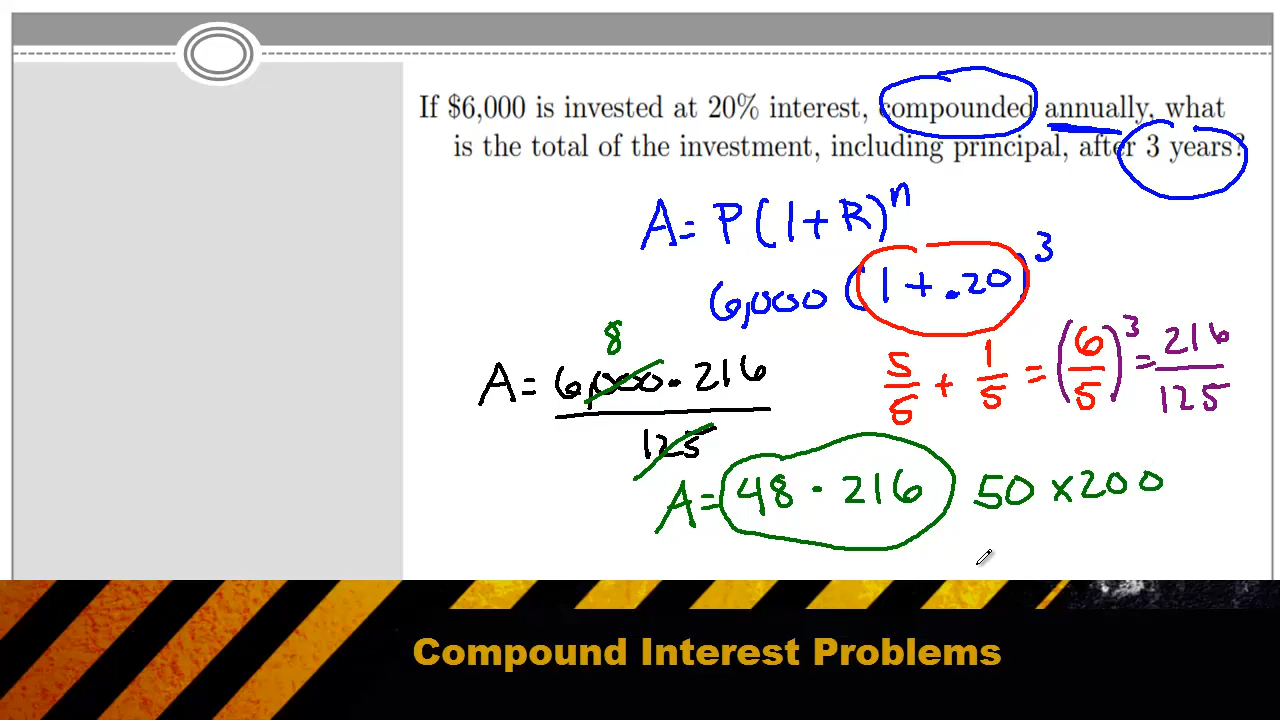 If $6,000 is invested at 20% interest, compounded annually, what
is the total of the investment, including principal, after 3 years?
A = P(1 + R)^n
6,000 (1 + .20)^3
5/5 + 1/5 = (6/5)^3 = 216/125
8
A = 6,000 · 216
125
A = 48 · 216 50 x 200
Compound Interest Problems